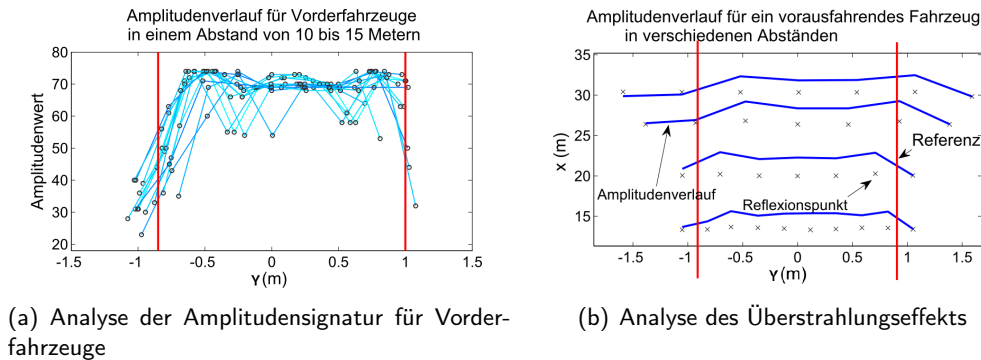 Amplitudenverlauf für Vorderfahrzeuge
in einem Abstand von 10 bis 15 Metern
80
70
60
50
40
30
20
Amplitudenwert
-1.5
-1
-0.5
0
0.5
1
1.5
Y (m)
(a) Analyse der Amplitudensignatur für Vorder-
fahrzeuge
Amplitudenverlauf für ein vorausfahrendes Fahrzeug
in verschiedenen Abständen
35
30
25
20
15
x (m)
Referenz
Amplitudenverlauf
Reflexionspunkt
-1.5
-1
-0.5
0
0.5
1
1.5
Y (m)
(b) Analyse des Überstrahlungseffekts